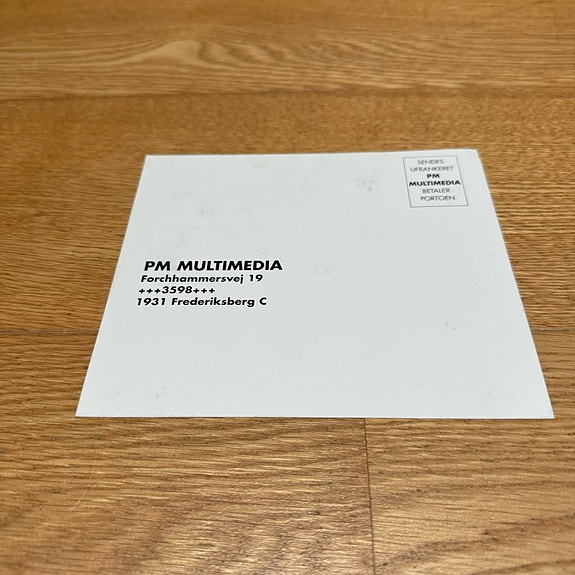 SENDES
UFRANKERET
PM
MULTIMEDIA
BETALER
PORTOEN
PM MULTIMEDIA
Forchhammersvej 19
+++3598+++
1931 Frederiksberg C